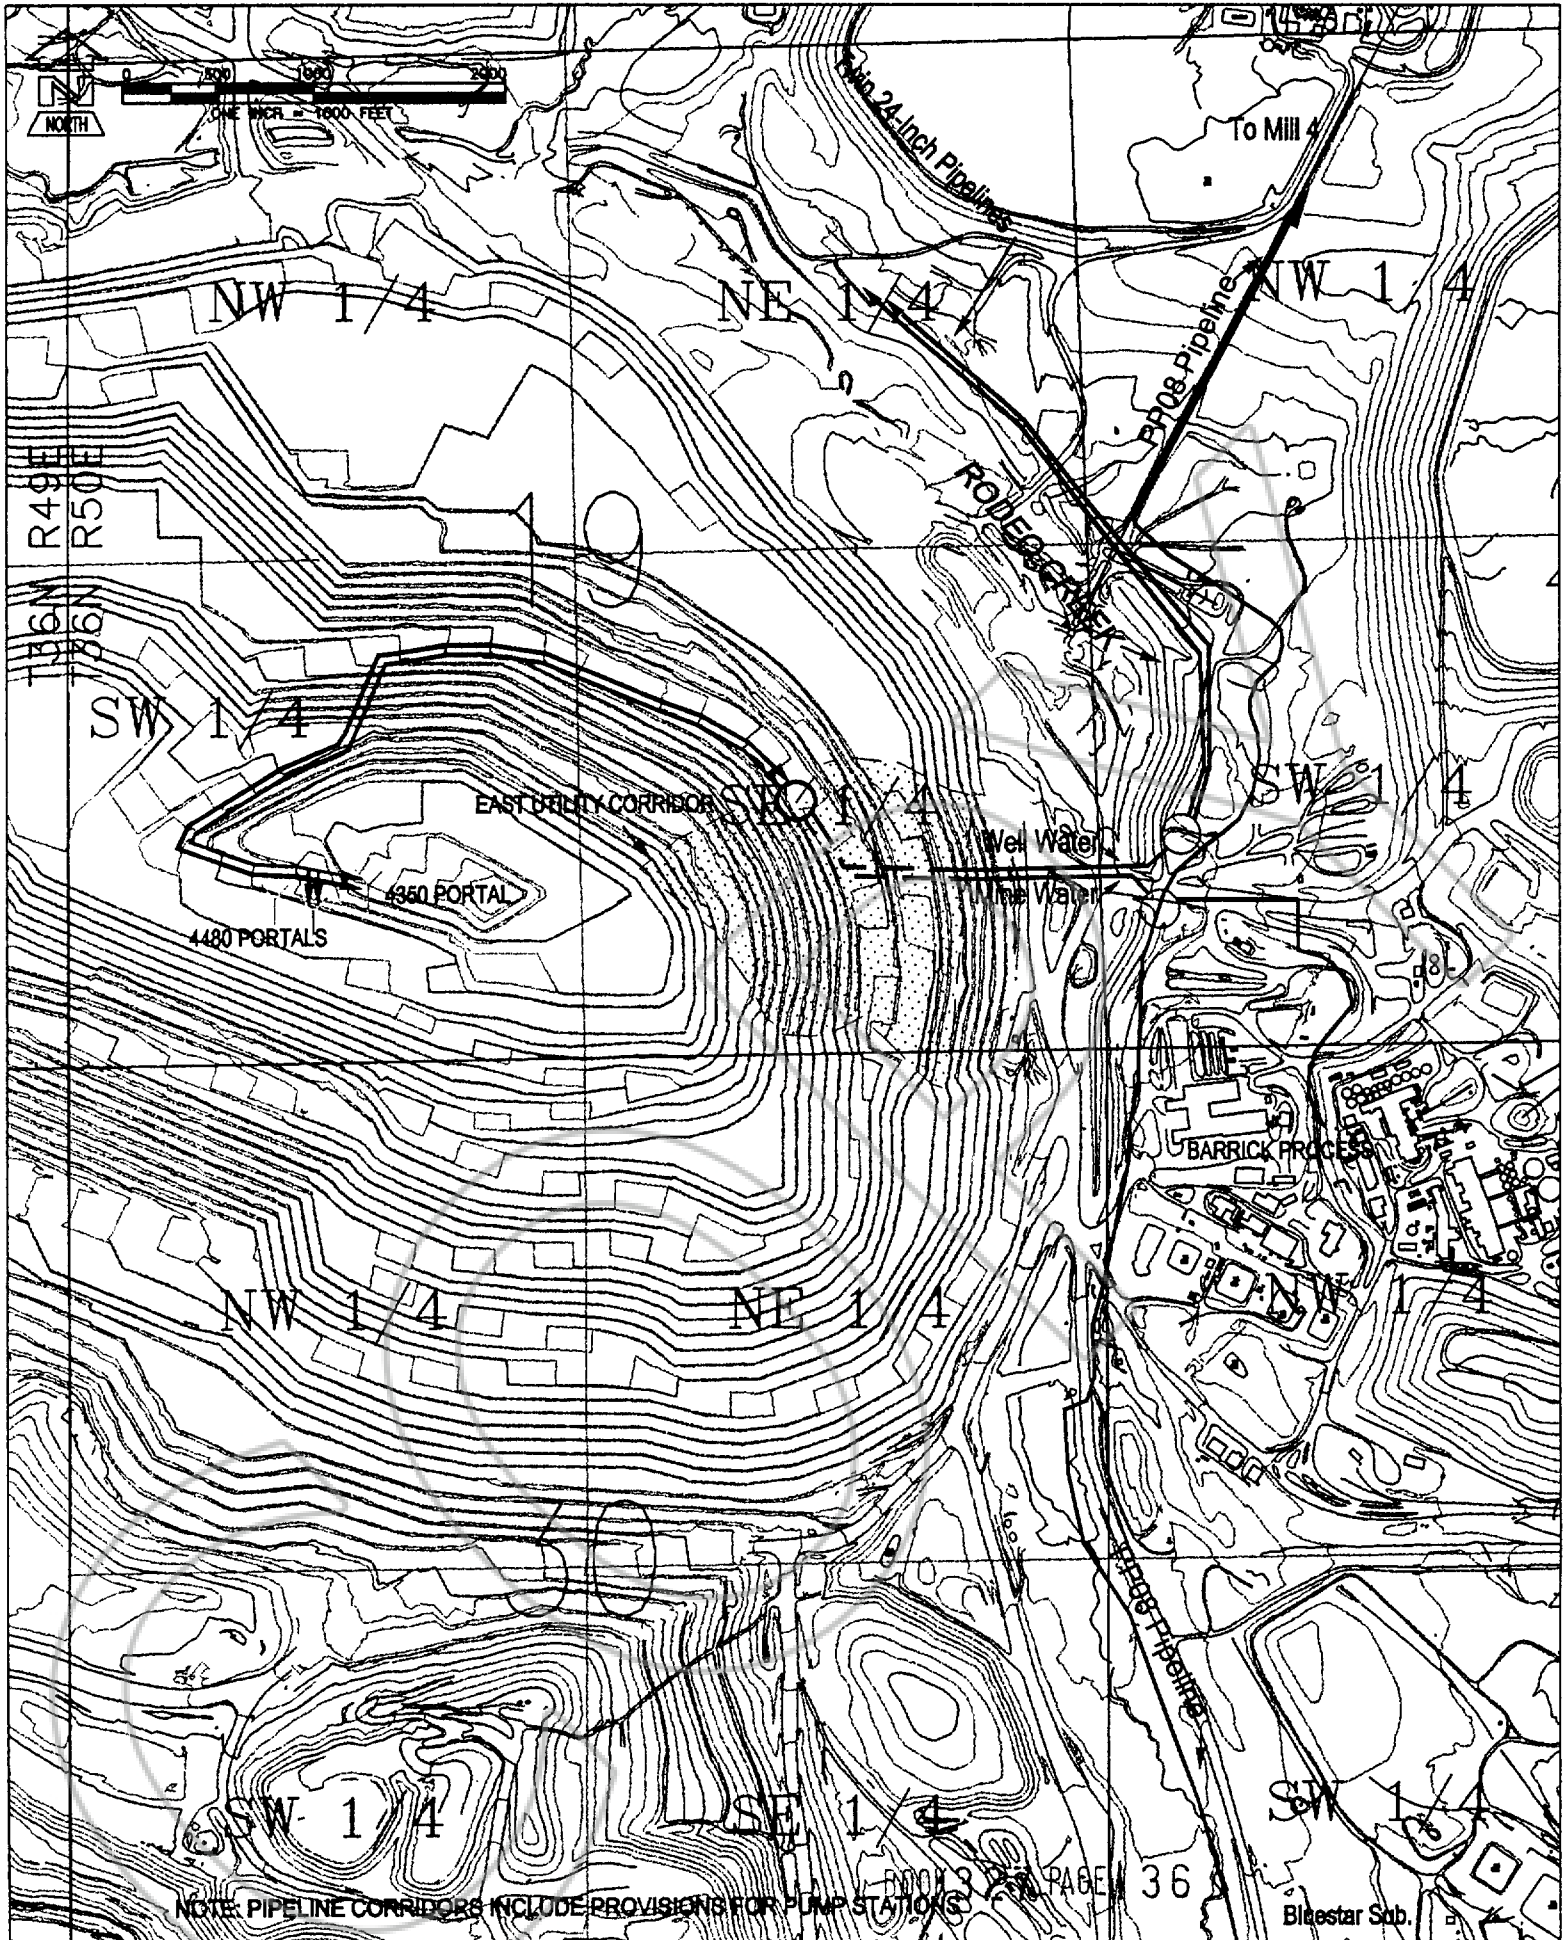 0 500 1000 2000
ONE INCH = 1000 FEET
N
NORTH
To Mill 4
Twin 24-Inch Pipelines
NW 1/4
NE 1/4
NW 1/4
PP08 Pipeline
RODEO CREEK
T36N R49E
T36N R50E
19
SW 1/4
EAST UTILITY CORRIDOR
SE 1/4
SW 1/4
Well Water
Mine Water
4350 PORTAL
4480 PORTALS
BARRICK PROCESS
NW 1/4
NE 1/4
NW 1/4
30
PP08 Pipeline
SW 1/4
SE 1/4
SW 1/4
BOOK PAGE 36
NOTE: PIPELINE CORRIDORS INCLUDE PROVISIONS FOR PUMP STATIONS
Bluestar Sub.